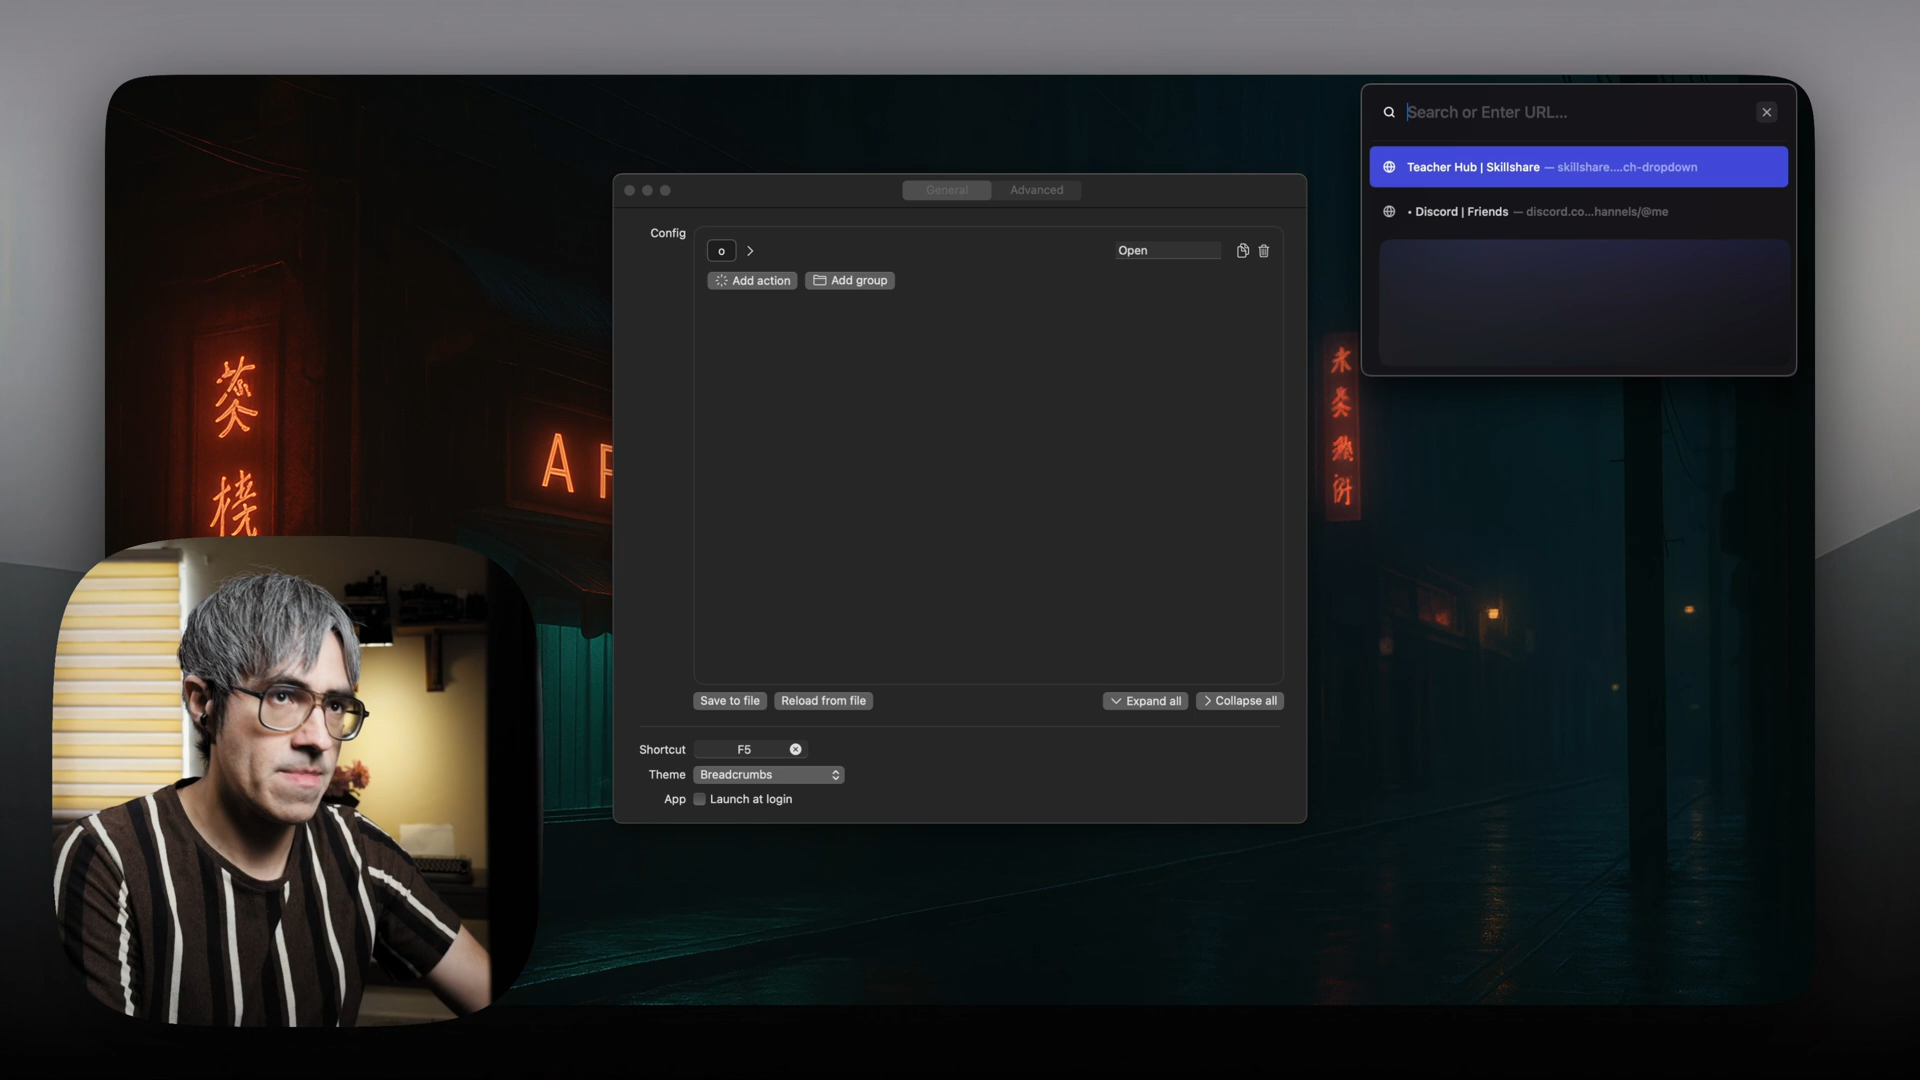 Search or Enter URL...
Teacher Hub | Skillshare — skillshare....ch-dropdown
• Discord | Friends — discord.co...hannels/@me
General Advanced
Config
o Open
Add action Add group
Save to file Reload from file Expand all Collapse all
Shortcut F5
Theme Breadcrumbs
App Launch at login